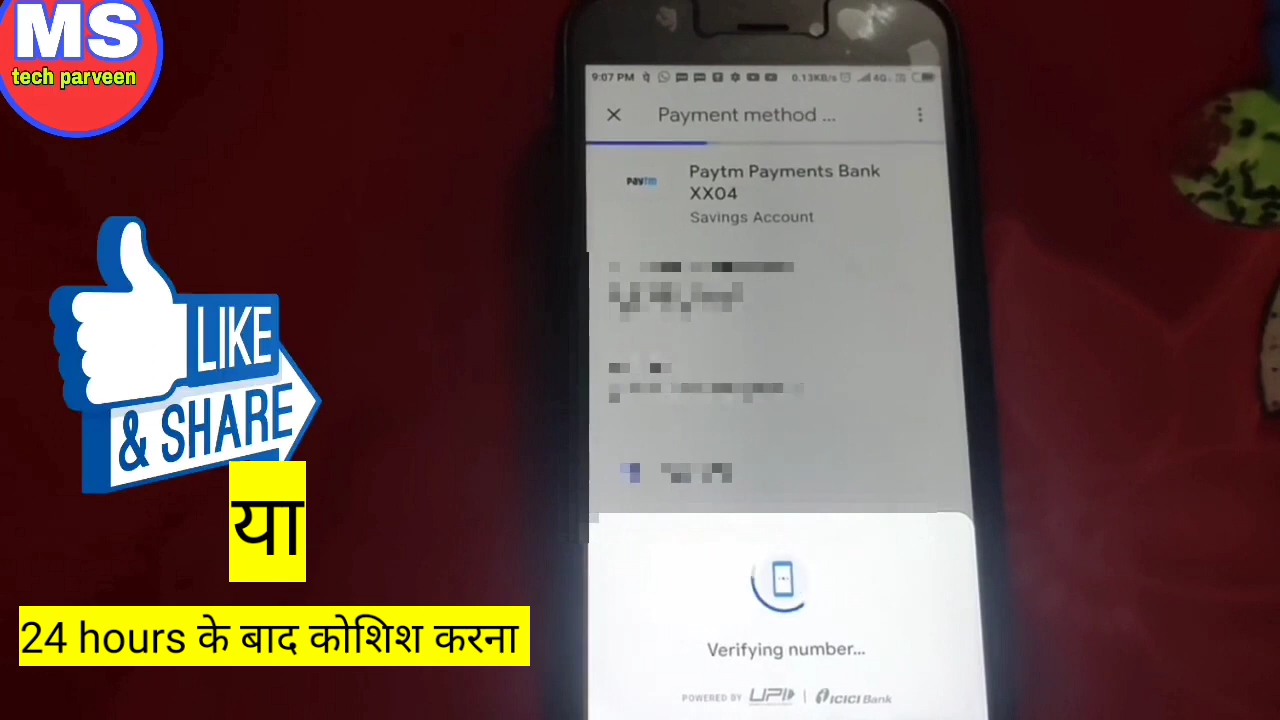 MS
tech parveen
LIKE
& SHARE
या
24 hours के बाद कोशिश करना
9:07 PM
0.13KB/s
4G
Payment method ...
paytm
Paytm Payments Bank
XX04
Savings Account
Verifying number...
POWERED BY UPI | ICICI Bank